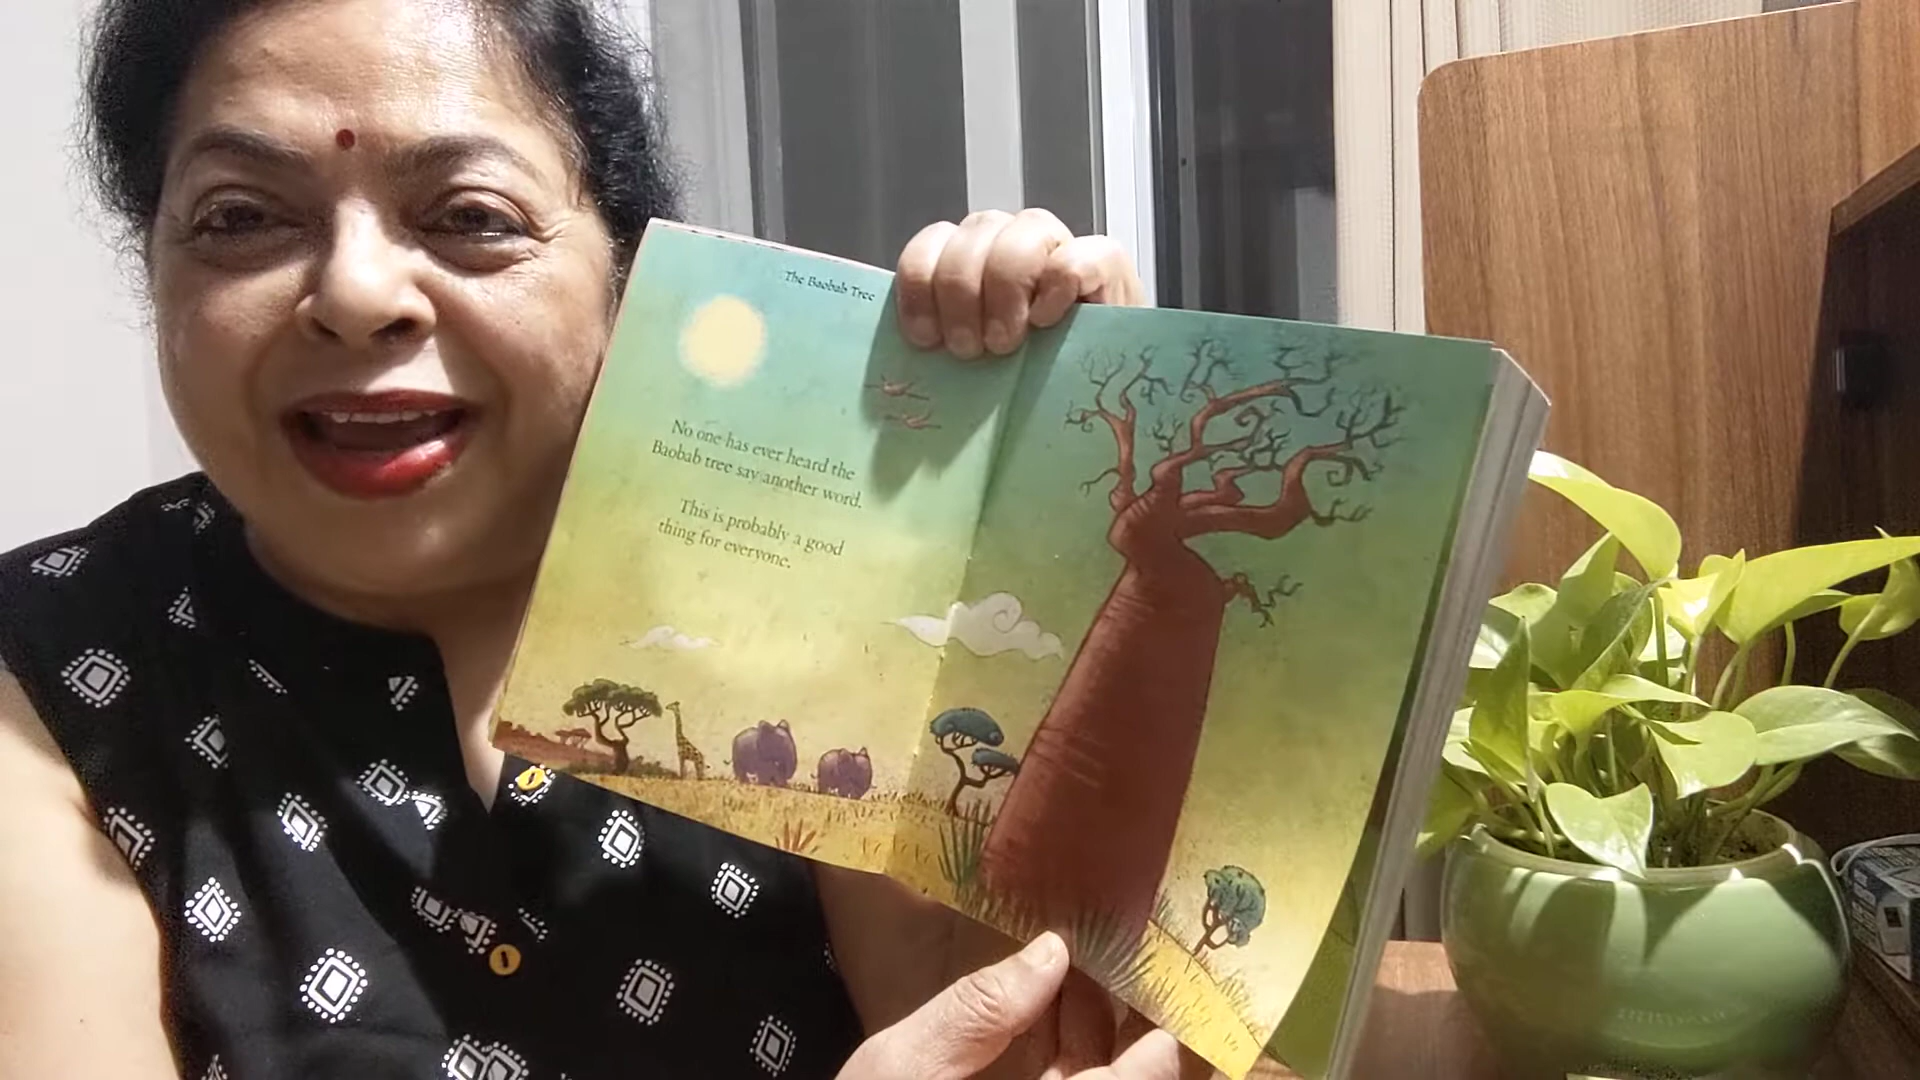 The Baobab Tree
No one has ever heard the
Baobab tree say another word.
This is probably a good
thing for everyone.